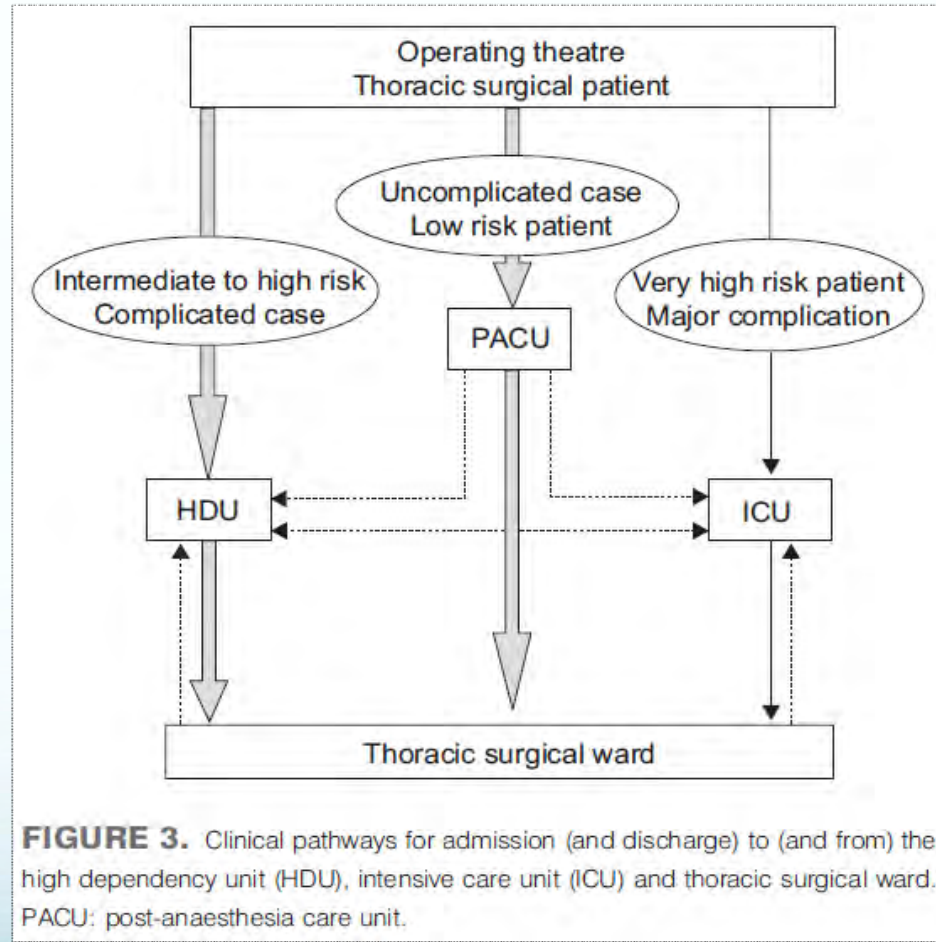 Operating theatre
Thoracic surgical patient
Uncomplicated case
Low risk patient
Intermediate to high risk
Complicated case
Very high risk patient
Major complication
PACU
HDU
ICU
Thoracic surgical ward
FIGURE 3. Clinical pathways for admission (and discharge) to (and from) the
high dependency unit (HDU), intensive care unit (ICU) and thoracic surgical ward.
PACU: post-anaesthesia care unit.